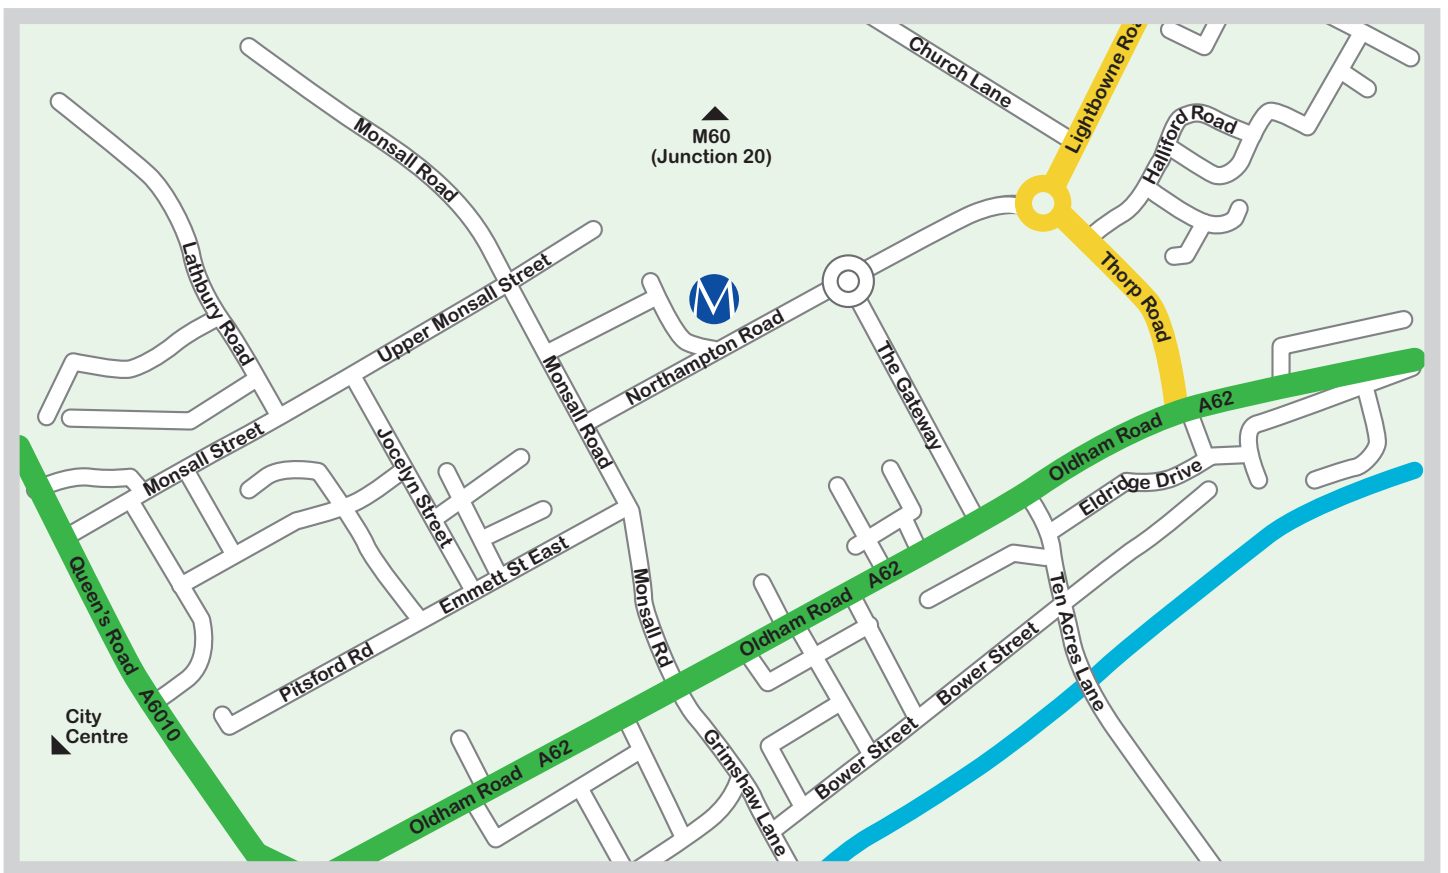 Church Lane
Lightbowne Roa
Monsall Road
M60
(Junction 20)
Halliford Road
Lathbury Road
Upper Monsall Street
M
Thorp Road
Northampton Road
The Gateway
Monsall Road
A62
Oldham Road
Monsall Street
Jocelyn Street
Eldridge Drive
Emmett St East
A62
Oldham Road
Queen's Road
A6010
Monsall Rd
Ten Acres Lane
Pitsford Rd
Bower Street
City
Centre
Bower Street
Grimshaw Lane
A62
Oldham Road